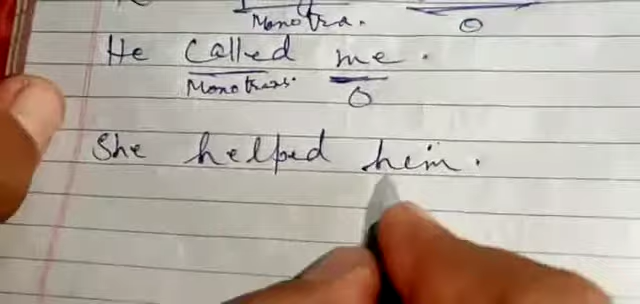 Monotra. O
He called me.
Monotrans. O
She helped him.